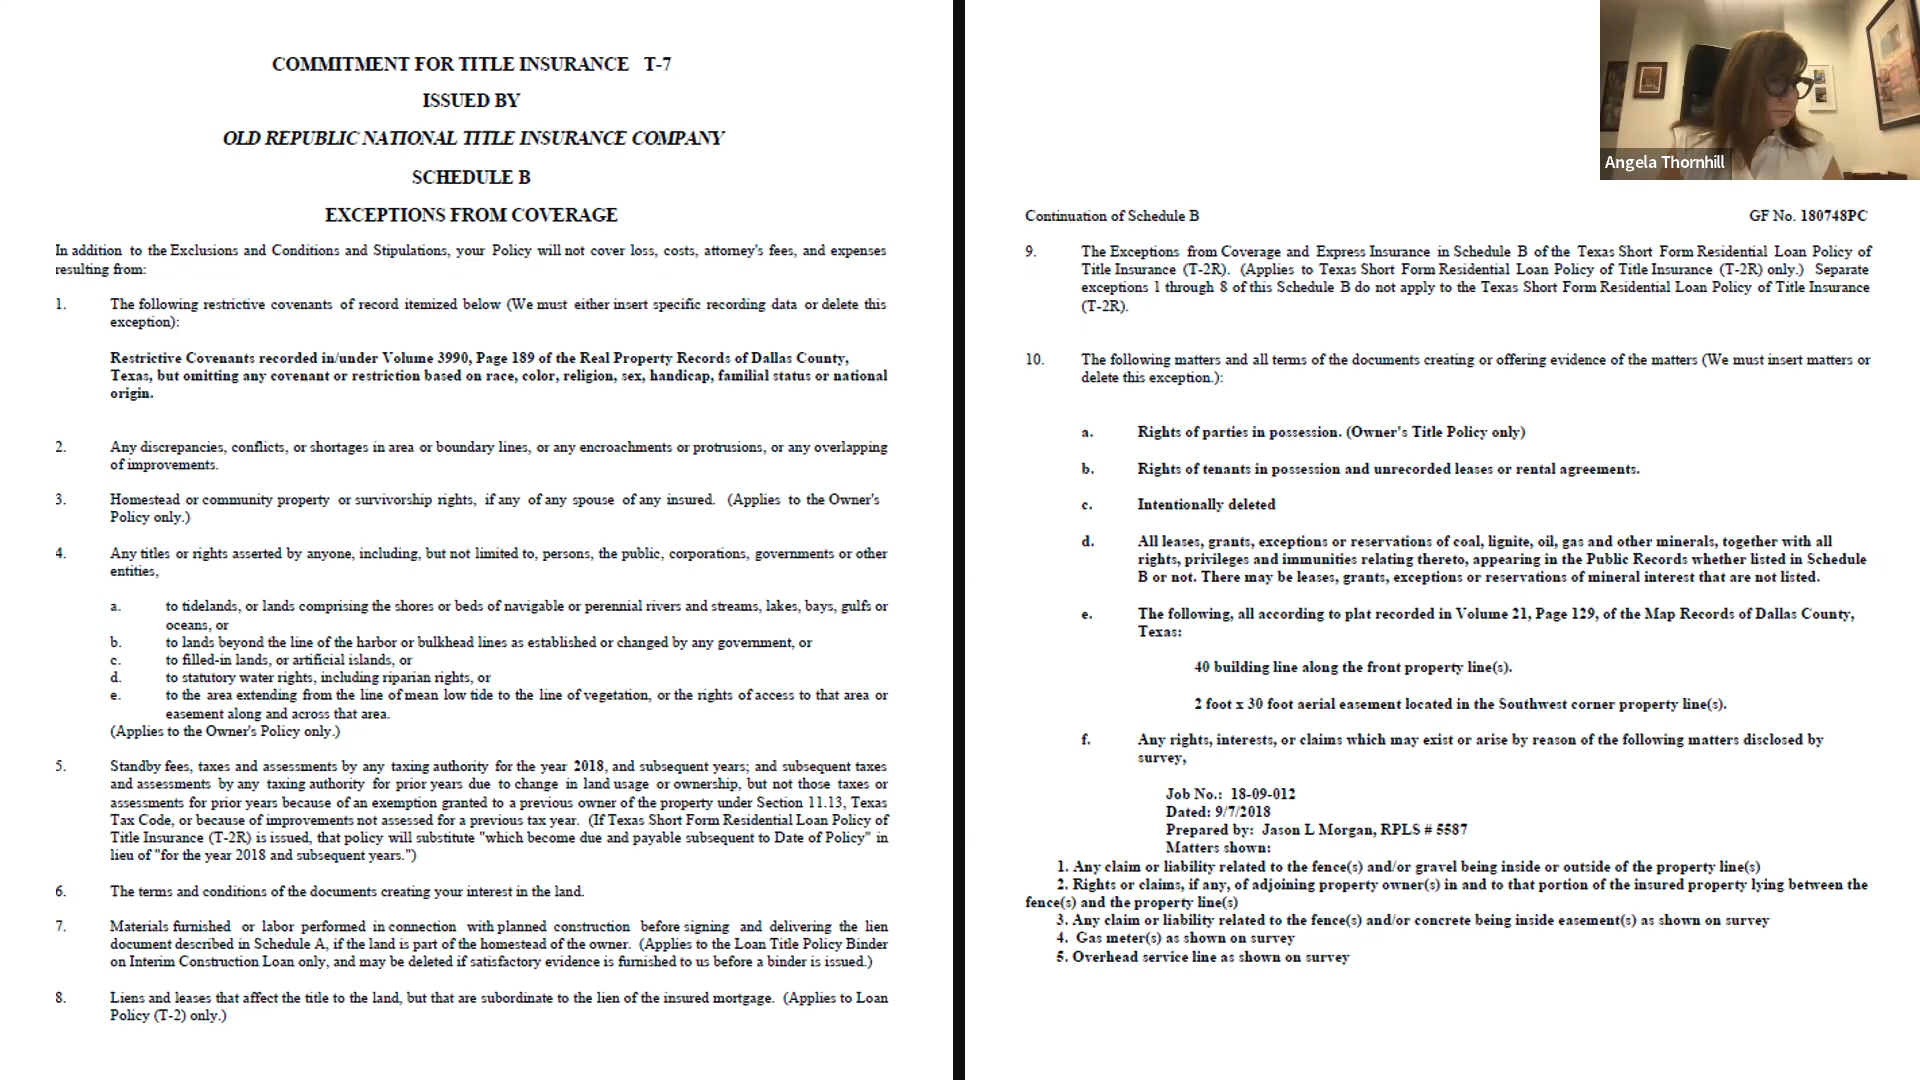 COMMITMENT FOR TITLE INSURANCE T-7
ISSUED BY
OLD REPUBLIC NATIONAL TITLE INSURANCE COMPANY
SCHEDULE B
EXCEPTIONS FROM COVERAGE
In addition to the Exclusions and Conditions and Stipulations, your Policy will not cover loss, costs, attorney's fees, and expenses
resulting from:
1. The following restrictive covenants of record itemized below (We must either insert specific recording data or delete this
exception):
Restrictive Covenants recorded in/under Volume 3990, Page 189 of the Real Property Records of Dallas County,
Texas, but omitting any covenant or restriction based on race, color, religion, sex, handicap, familial status or national
origin.
2. Any discrepancies, conflicts, or shortages in area or boundary lines, or any encroachments or protrusions, or any overlapping
of improvements.
3. Homestead or community property or survivorship rights, if any of any spouse of any insured. (Applies to the Owner's
Policy only.)
4. Any titles or rights asserted by anyone, including, but not limited to, persons, the public, corporations, governments or other
entities,
a. to tidelands, or lands comprising the shores or beds of navigable or perennial rivers and streams, lakes, bays, gulfs or
oceans, or
b. to lands beyond the line of the harbor or bulkhead lines as established or changed by any government, or
c. to filled-in lands, or artificial islands, or
d. to statutory water rights, including riparian rights, or
e. to the area extending from the line of mean low tide to the line of vegetation, or the rights of access to that area or
easement along and across that area.
(Applies to the Owner's Policy only.)
5. Standby fees, taxes and assessments by any taxing authority for the year 2018, and subsequent years; and subsequent taxes
and assessments by any taxing authority for prior years due to change in land usage or ownership, but not those taxes or
assessments for prior years because of an exemption granted to a previous owner of the property under Section 11.13, Texas
Tax Code, or because of improvements not assessed for a previous tax year. (If Texas Short Form Residential Loan Policy of
Title Insurance (T-2R) is issued, that policy will substitute "which become due and payable subsequent to Date of Policy" in
lieu of "for the year 2018 and subsequent years.")
6. The terms and conditions of the documents creating your interest in the land.
7. Materials furnished or labor performed in connection with planned construction before signing and delivering the lien
document described in Schedule A, if the land is part of the homestead of the owner. (Applies to the Loan Title Policy Binder
on Interim Construction Loan only, and may be deleted if satisfactory evidence is furnished to us before a binder is issued.)
8. Liens and leases that affect the title to the land, but that are subordinate to the lien of the insured mortgage. (Applies to Loan
Policy (T-2) only.)
Angela Thornhill
Continuation of Schedule B GF No. 180748PC
9. The Exceptions from Coverage and Express Insurance in Schedule B of the Texas Short Form Residential Loan Policy of
Title Insurance (T-2R). (Applies to Texas Short Form Residential Loan Policy of Title Insurance (T-2R) only.) Separate
exceptions 1 through 8 of this Schedule B do not apply to the Texas Short Form Residential Loan Policy of Title Insurance
(T-2R).
10. The following matters and all terms of the documents creating or offering evidence of the matters (We must insert matters or
delete this exception.):
a. Rights of parties in possession. (Owner's Title Policy only)
b. Rights of tenants in possession and unrecorded leases or rental agreements.
c. Intentionally deleted
d. All leases, grants, exceptions or reservations of coal, lignite, oil, gas and other minerals, together with all
rights, privileges and immunities relating thereto, appearing in the Public Records whether listed in Schedule
B or not. There may be leases, grants, exceptions or reservations of mineral interest that are not listed.
e. The following, all according to plat recorded in Volume 21, Page 129, of the Map Records of Dallas County,
Texas:
40 building line along the front property line(s).
2 foot x 30 foot aerial easement located in the Southwest corner property line(s).
f. Any rights, interests, or claims which may exist or arise by reason of the following matters disclosed by
survey,
Job No.: 18-09-012
Dated: 9/7/2018
Prepared by: Jason L Morgan, RPLS # 5587
Matters shown:
1. Any claim or liability related to the fence(s) and/or gravel being inside or outside of the property line(s)
2. Rights or claims, if any, of adjoining property owner(s) in and to that portion of the insured property lying between the
fence(s) and the property line(s)
3. Any claim or liability related to the fence(s) and/or concrete being inside easement(s) as shown on survey
4. Gas meter(s) as shown on survey
5. Overhead service line as shown on survey